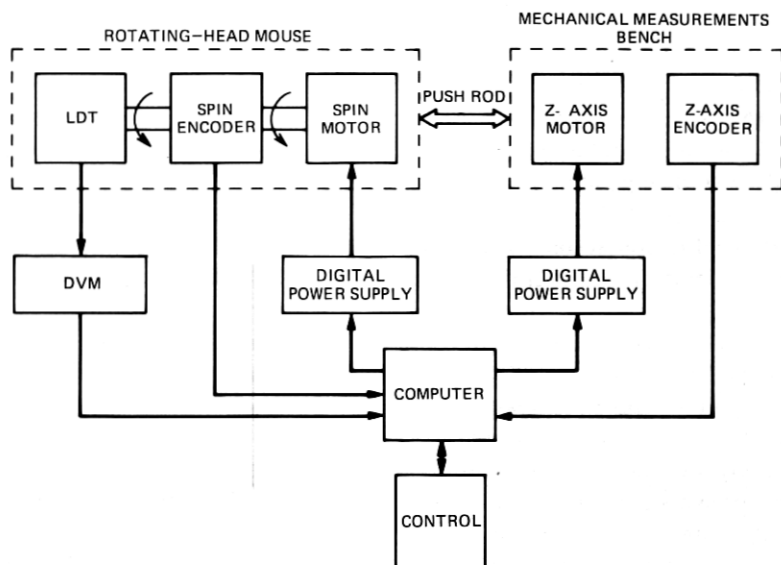 ROTATING-HEAD MOUSE
MECHANICAL MEASUREMENTS
BENCH
LDT
SPIN
ENCODER
SPIN
MOTOR
PUSH ROD
Z- AXIS
MOTOR
Z-AXIS
ENCODER
DVM
DIGITAL
POWER SUPPLY
DIGITAL
POWER SUPPLY
COMPUTER
CONTROL